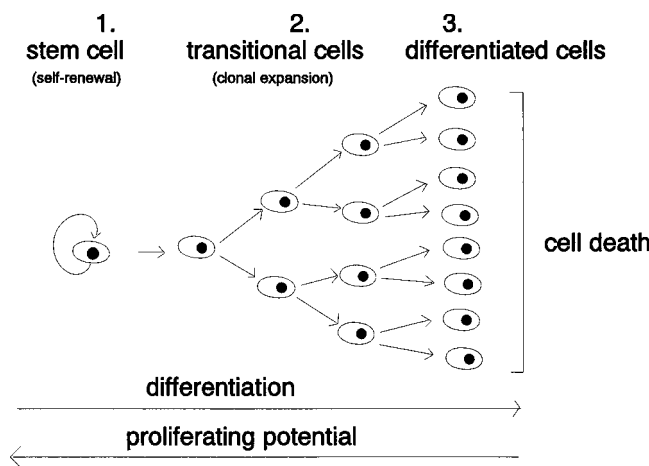 1. 2. 3.
stem cell transitional cells differentiated cells
(self-renewal) (clonal expansion)
cell death
differentiation
proliferating potential